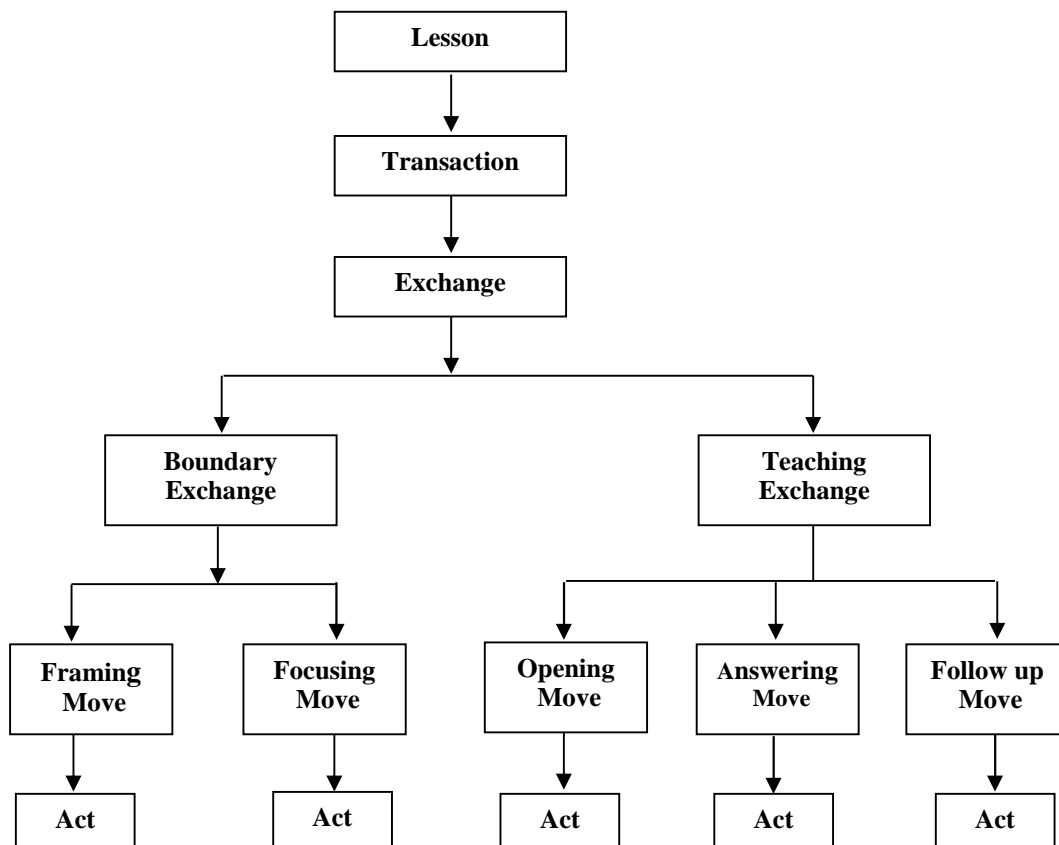 Lesson
Transaction
Exchange
Boundary
Exchange
Teaching
Exchange
Framing
Move
Focusing
Move
Opening
Move
Answering
Move
Follow up
Move
Act
Act
Act
Act
Act